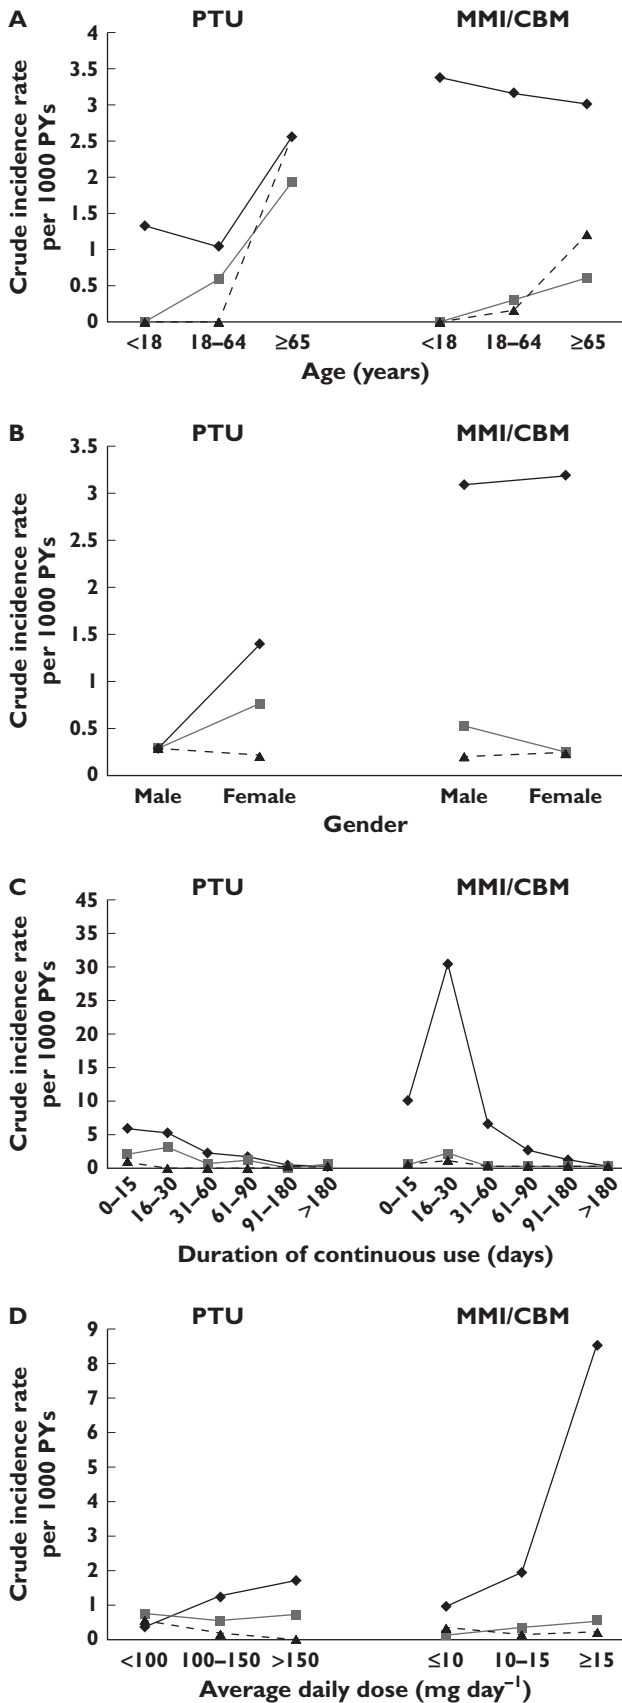 A PTU MMI/CBM
Crude incidence rate
per 1000 PYs
4
3.5
3
2.5
2
1.5
1
0.5
0
<18 18–64 ≥65 <18 18–64 ≥65
Age (years)
B PTU MMI/CBM
Crude incidence rate
per 1000 PYs
3.5
3
2.5
2
1.5
1
0.5
0
Male Female Male Female
Gender
C PTU MMI/CBM
Crude incidence rate
per 1000 PYs
45
40
35
30
25
20
15
10
5
0
0–15 16–30 31–60 61–90 91–180 >180 0–15 16–30 31–60 61–90 91–180 >180
Duration of continuous use (days)
D PTU MMI/CBM
Crude incidence rate
per 1000 PYs
9
8
7
6
5
4
3
2
1
0
<100 100–150 >150 ≤10 10–15 ≥15
Average daily dose (mg day⁻¹)